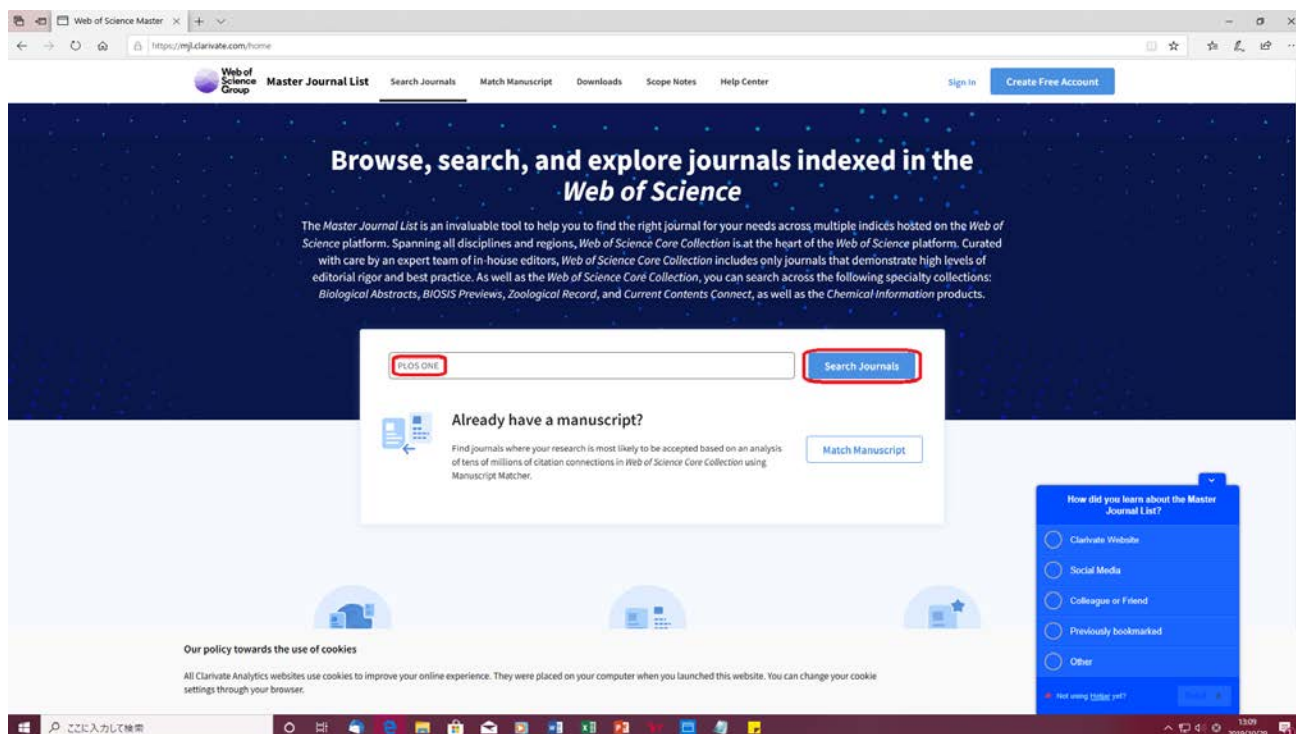 Web of Science Master
https://mjl.clarivate.com/home
Web of
Science
Group
Master Journal List
Search Journals
Match Manuscript
Downloads
Scope Notes
Help Center
Sign In
Create Free Account
Browse, search, and explore journals indexed in the
Web of Science
The Master Journal List is an invaluable tool to help you to find the right journal for your needs across multiple indices hosted on the Web of
Science platform. Spanning all disciplines and regions, Web of Science Core Collection is at the heart of the Web of Science platform. Curated
with care by an expert team of in-house editors, Web of Science Core Collection includes only journals that demonstrate high levels of
editorial rigor and best practice. As well as the Web of Science Core Collection, you can search across the following specialty collections:
Biological Abstracts, BIOSIS Previews, Zoological Record, and Current Contents Connect, as well as the Chemical Information products.
PLOS ONE
Search Journals
Already have a manuscript?
Find journals where your research is most likely to be accepted based on an analysis
of tens of millions of citation connections in Web of Science Core Collection using
Manuscript Matcher.
Match Manuscript
How did you learn about the Master
Journal List?
Clarivate Website
Social Media
Colleague or Friend
Previously bookmarked
Other
Not using Hotjar yet?
Our policy towards the use of cookies
All Clarivate Analytics websites use cookies to improve your online experience. They were placed on your computer when you launched this website. You can change your cookie
settings through your browser.
ここに入力して検索
13:09
2019/10/29